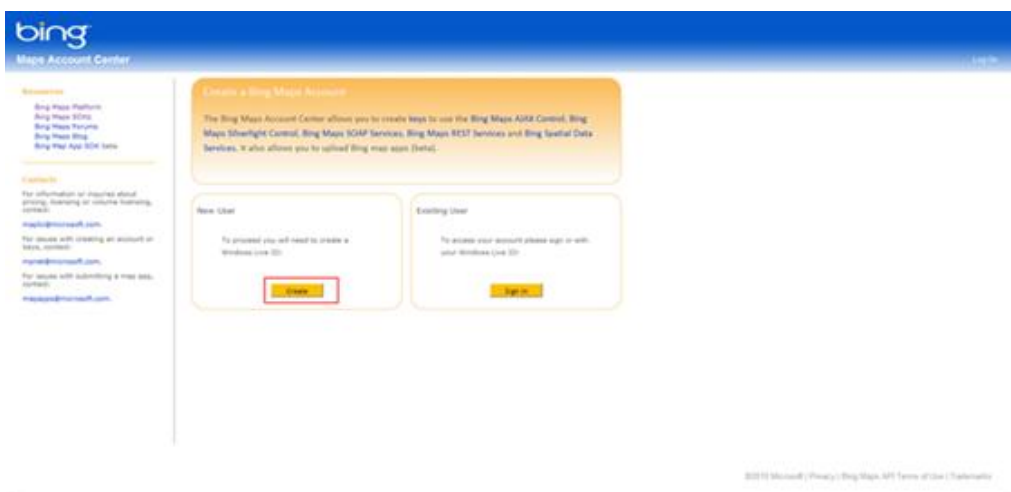 bing
Maps Account Center
Log In
Resources
Bing Maps Platform
Bing Maps SDKs
Bing Maps Forums
Bing Maps Blog
Bing Map App SDK beta
Contacts
For information or inquiries about
pricing, licensing or volume licensing,
contact:
maplic@microsoft.com.
For issues with creating an account or
keys, contact:
mpnet@microsoft.com.
For issues with submitting a map app,
contact:
mapapps@microsoft.com.
Create a Bing Maps Account
The Bing Maps Account Center allows you to create keys to use the Bing Maps AJAX Control, Bing
Maps Silverlight Control, Bing Maps SOAP Services, Bing Maps REST Services and Bing Spatial Data
Services. It also allows you to upload Bing map apps (beta).
New User
To proceed you will need to create a
Windows Live ID:
Create
Existing User
To access your account please sign in with
your Windows Live ID:
Sign In
©2010 Microsoft | Privacy | Bing Maps API Terms of Use | Trademarks